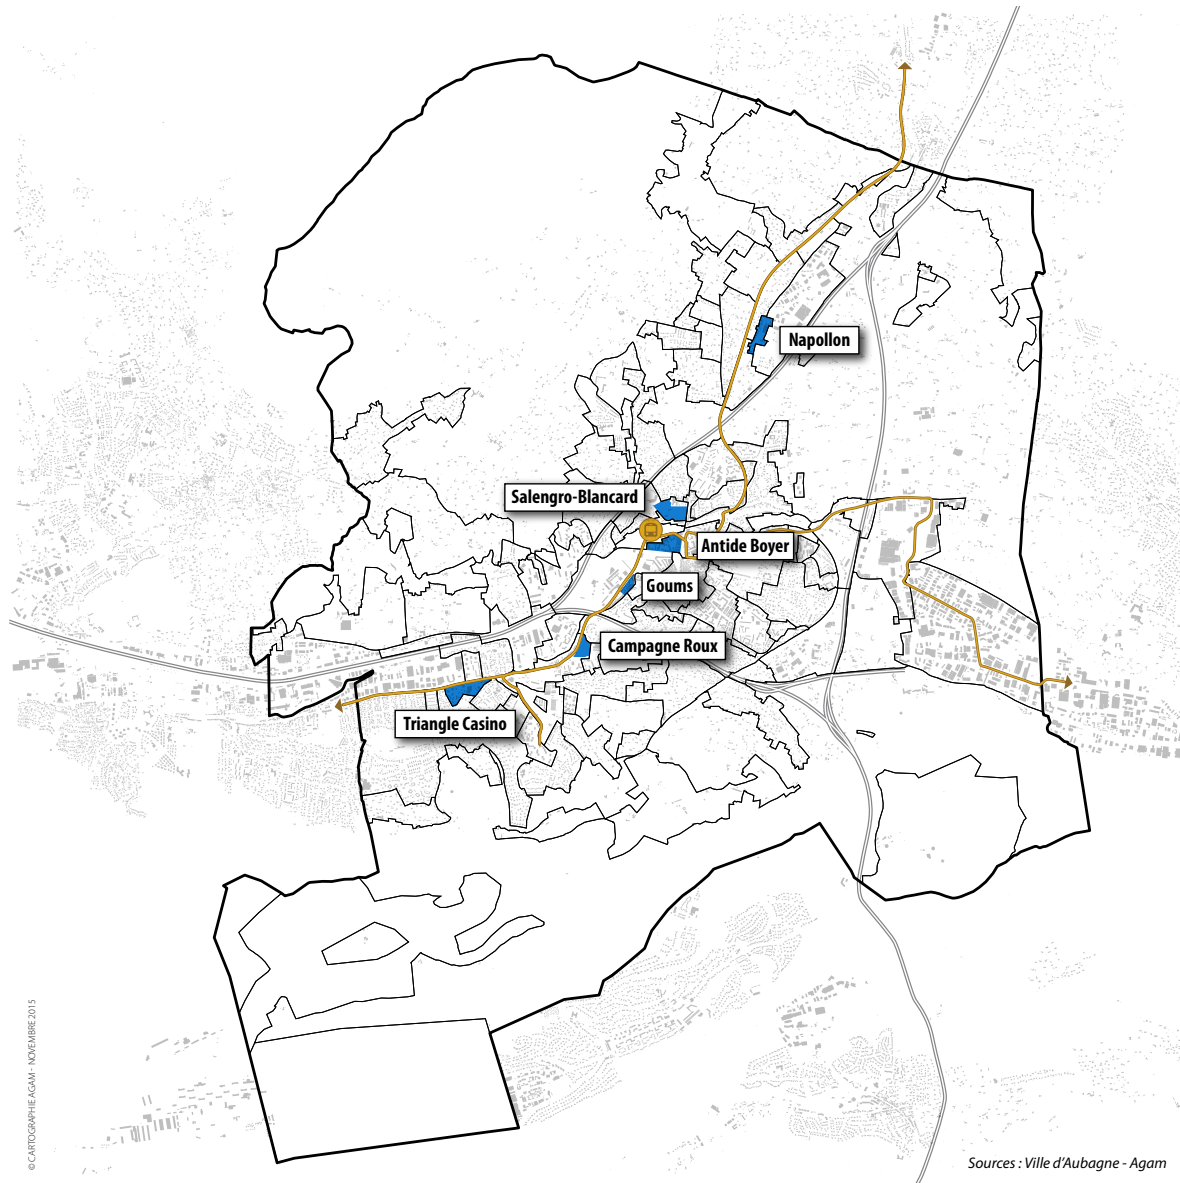 Napollon
Salengro-Blancard
Antide Boyer
Goums
Campagne Roux
Triangle Casino
© CARTOGRAPHIE AGAM - NOVEMBRE 2015
Sources : Ville d'Aubagne - Agam